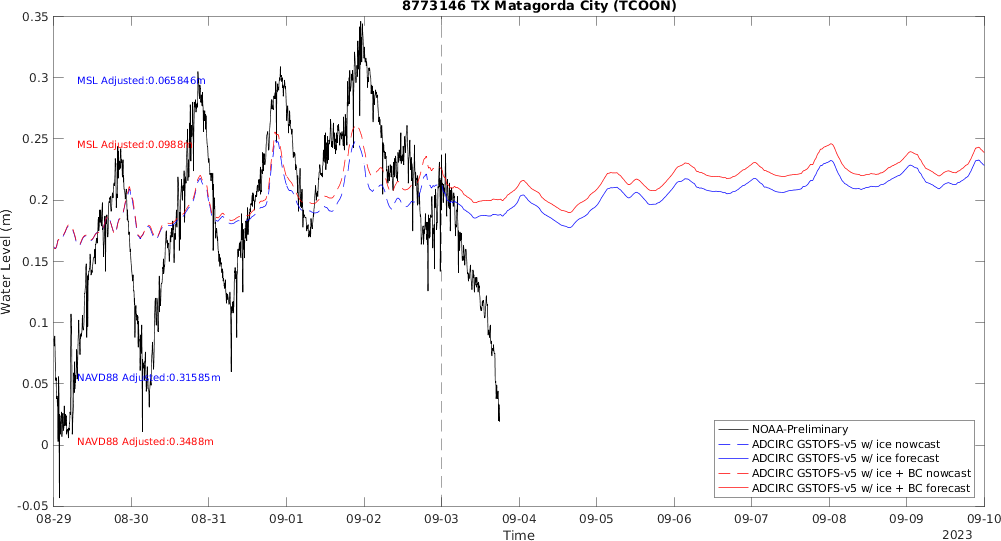 8773146 TX Matagorda City (TCOON)
0.35
0.3
0.25
0.2
0.15
0.1
0.05
0
-0.05
Water Level (m)
MSL Adjusted:0.065846m
MSL Adjusted:0.0988m
NAVD88 Adjusted:0.31585m
NAVD88 Adjusted:0.3488m
NOAA-Preliminary
ADCIRC GSTOFS-v5 w/ ice nowcast
ADCIRC GSTOFS-v5 w/ ice forecast
ADCIRC GSTOFS-v5 w/ ice + BC nowcast
ADCIRC GSTOFS-v5 w/ ice + BC forecast
08-29 08-30 08-31 09-01 09-02 09-03 09-04 09-05 09-06 09-07 09-08 09-09 09-10
Time
2023